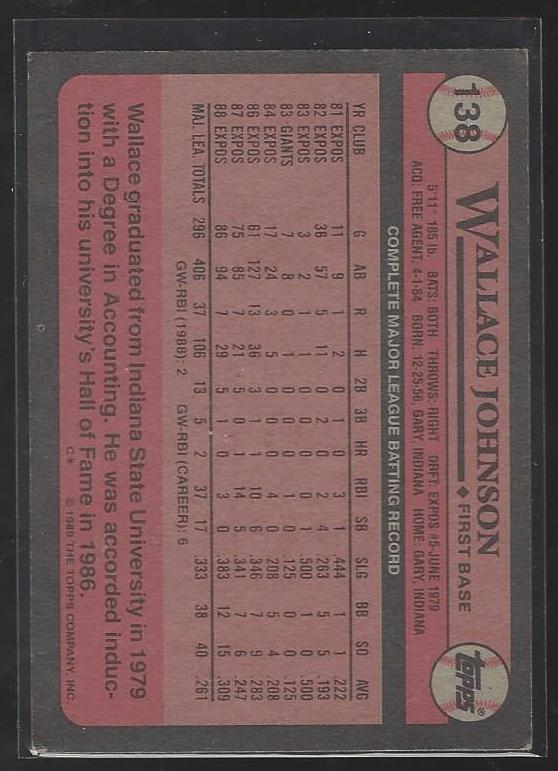 138
WALLACE JOHNSON ♦ FIRST BASE
topps®
5'11" 185 lb. BATS: BOTH THROWS: RIGHT DRFT: EXPOS #5-JUNE 1979
ACQ: FREE AGENT, 4-1-84 BORN: 12-25-56, GARY, INDIANA HOME: GARY, INDIANA
COMPLETE MAJOR LEAGUE BATTING RECORD
YR CLUB G AB R H 2B 3B HR RBI SB SLG BB SO AVG
81 EXPOS 11 9 1 2 0 1 0 3 1 .444 1 1 .222
82 EXPOS 36 57 5 11 0 2 0 2 4 .263 5 5 .193
83 EXPOS 3 2 1 1 0 0 0 0 1 .500 1 0 .500
83 GIANTS 7 8 0 1 0 0 0 1 0 .125 0 0 .125
84 EXPOS 17 24 3 5 0 0 0 4 0 .208 5 4 .208
86 EXPOS 61 127 13 36 3 1 1 10 6 .346 7 9 .283
87 EXPOS 75 85 7 21 5 0 1 14 5 .341 7 6 .247
88 EXPOS 86 94 7 29 5 1 0 3 0 .383 12 15 .309
MAJ. LEA. TOTALS 296 406 37 106 13 5 2 37 17 .333 38 40 .261
GW-RBI (1988): 2 GW-RBI (CAREER): 6
Wallace graduated from Indiana State University in 1979
with a Degree in Accounting. He was accorded induc-
tion into his university's Hall of Fame in 1986.
C* © 1989 THE TOPPS COMPANY, INC.